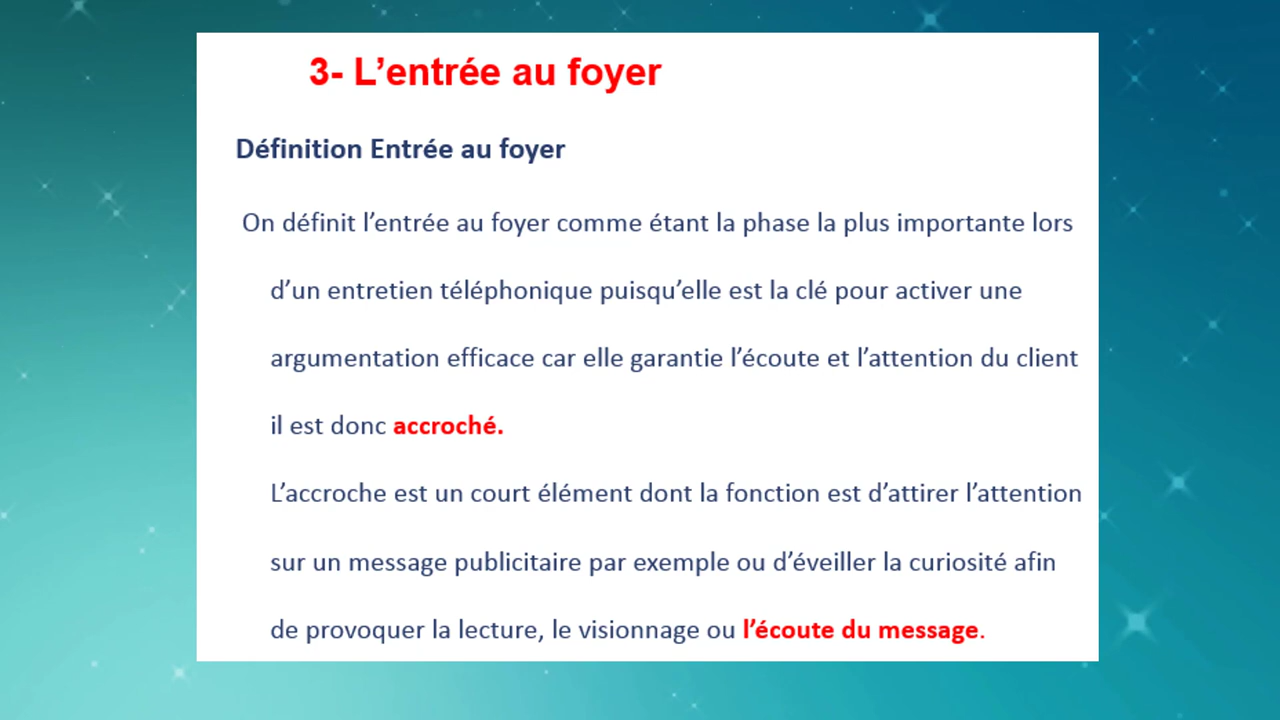 3- L’entrée au foyer
Définition Entrée au foyer
On définit l’entrée au foyer comme étant la phase la plus importante lors
d’un entretien téléphonique puisqu’elle est la clé pour activer une
argumentation efficace car elle garantie l’écoute et l’attention du client
il est donc accroché.
L’accroche est un court élément dont la fonction est d’attirer l’attention
sur un message publicitaire par exemple ou d’éveiller la curiosité afin
de provoquer la lecture, le visionnage ou l’écoute du message.